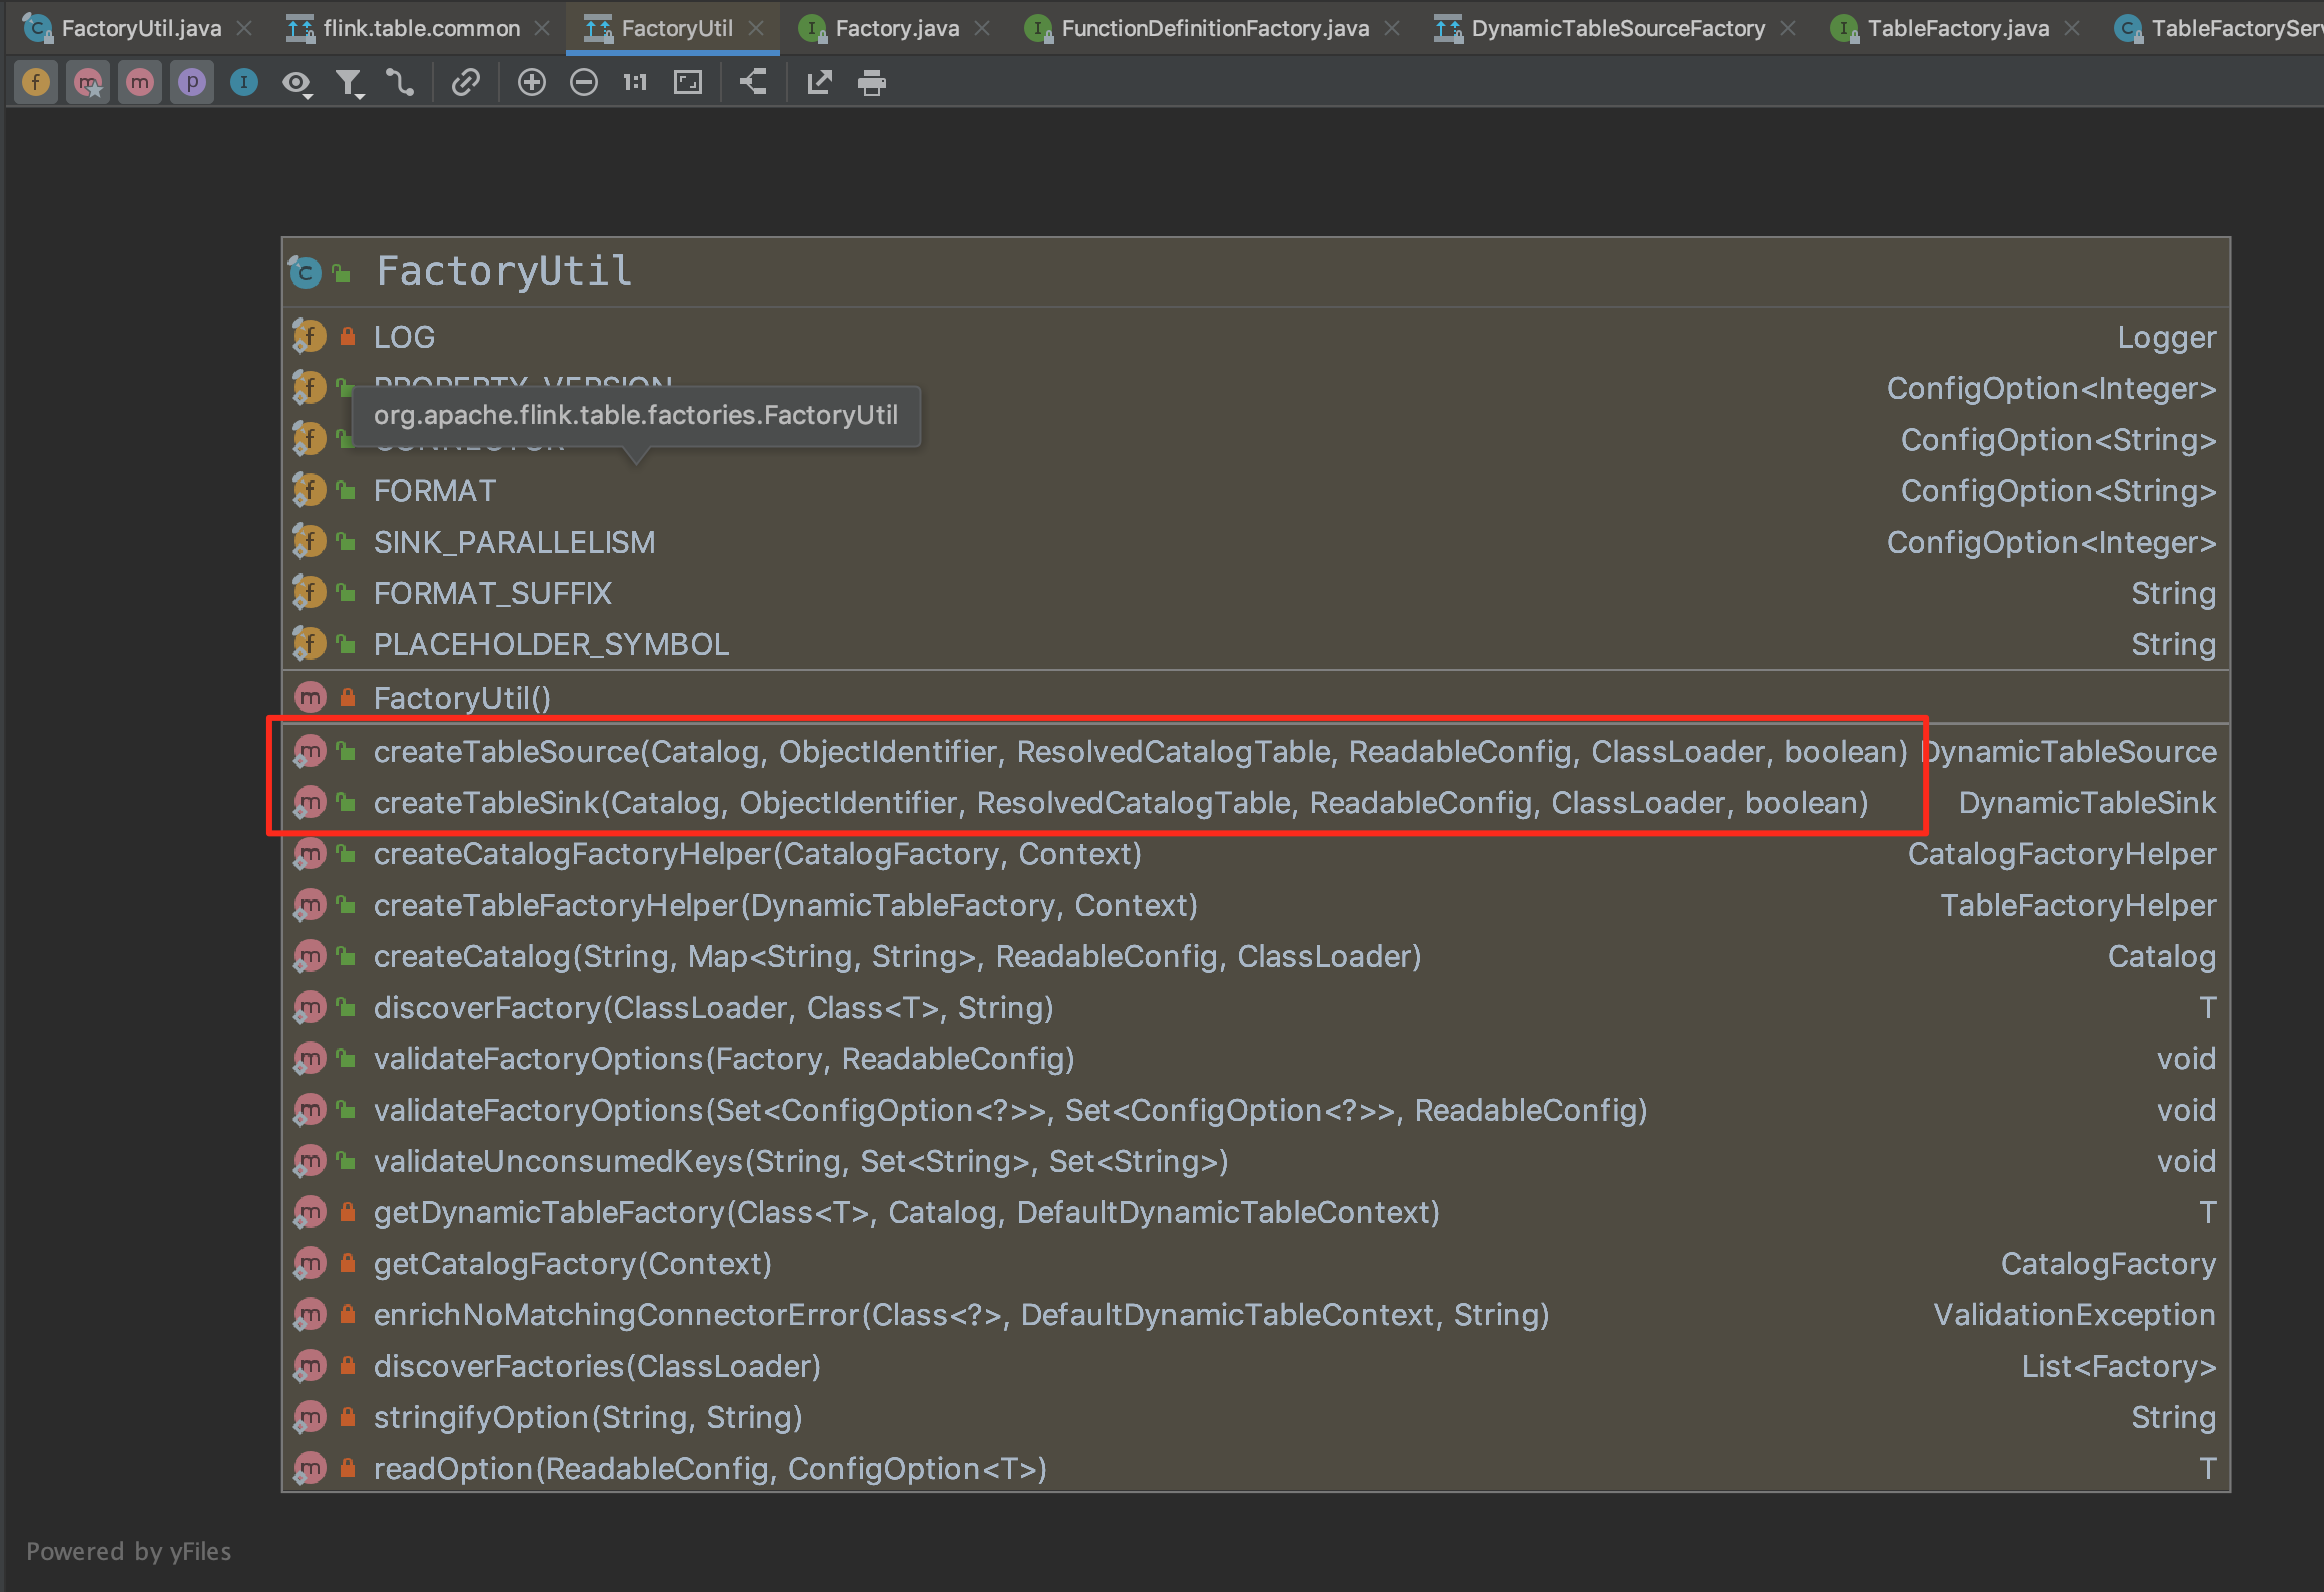 FactoryUtil.java flink.table.common FactoryUtil Factory.java FunctionDefinitionFactory.java DynamicTableSourceFactory TableFactory.java TableFactorySer
f m m p I 1:1
C FactoryUtil
LOG Logger
PROPERTY_VERSION ConfigOption<Integer>
org.apache.flink.table.factories.FactoryUtil
CONNECTOR ConfigOption<String>
FORMAT ConfigOption<String>
SINK_PARALLELISM ConfigOption<Integer>
FORMAT_SUFFIX String
PLACEHOLDER_SYMBOL String
FactoryUtil()
createTableSource(Catalog, ObjectIdentifier, ResolvedCatalogTable, ReadableConfig, ClassLoader, boolean) DynamicTableSource
createTableSink(Catalog, ObjectIdentifier, ResolvedCatalogTable, ReadableConfig, ClassLoader, boolean) DynamicTableSink
createCatalogFactoryHelper(CatalogFactory, Context) CatalogFactoryHelper
createTableFactoryHelper(DynamicTableFactory, Context) TableFactoryHelper
createCatalog(String, Map<String, String>, ReadableConfig, ClassLoader) Catalog
discoverFactory(ClassLoader, Class<T>, String) T
validateFactoryOptions(Factory, ReadableConfig) void
validateFactoryOptions(Set<ConfigOption<?>>, Set<ConfigOption<?>>, ReadableConfig) void
validateUnconsumedKeys(String, Set<String>, Set<String>) void
getDynamicTableFactory(Class<T>, Catalog, DefaultDynamicTableContext) T
getCatalogFactory(Context) CatalogFactory
enrichNoMatchingConnectorError(Class<?>, DefaultDynamicTableContext, String) ValidationException
discoverFactories(ClassLoader) List<Factory>
stringifyOption(String, String) String
readOption(ReadableConfig, ConfigOption<T>) T
Powered by yFiles